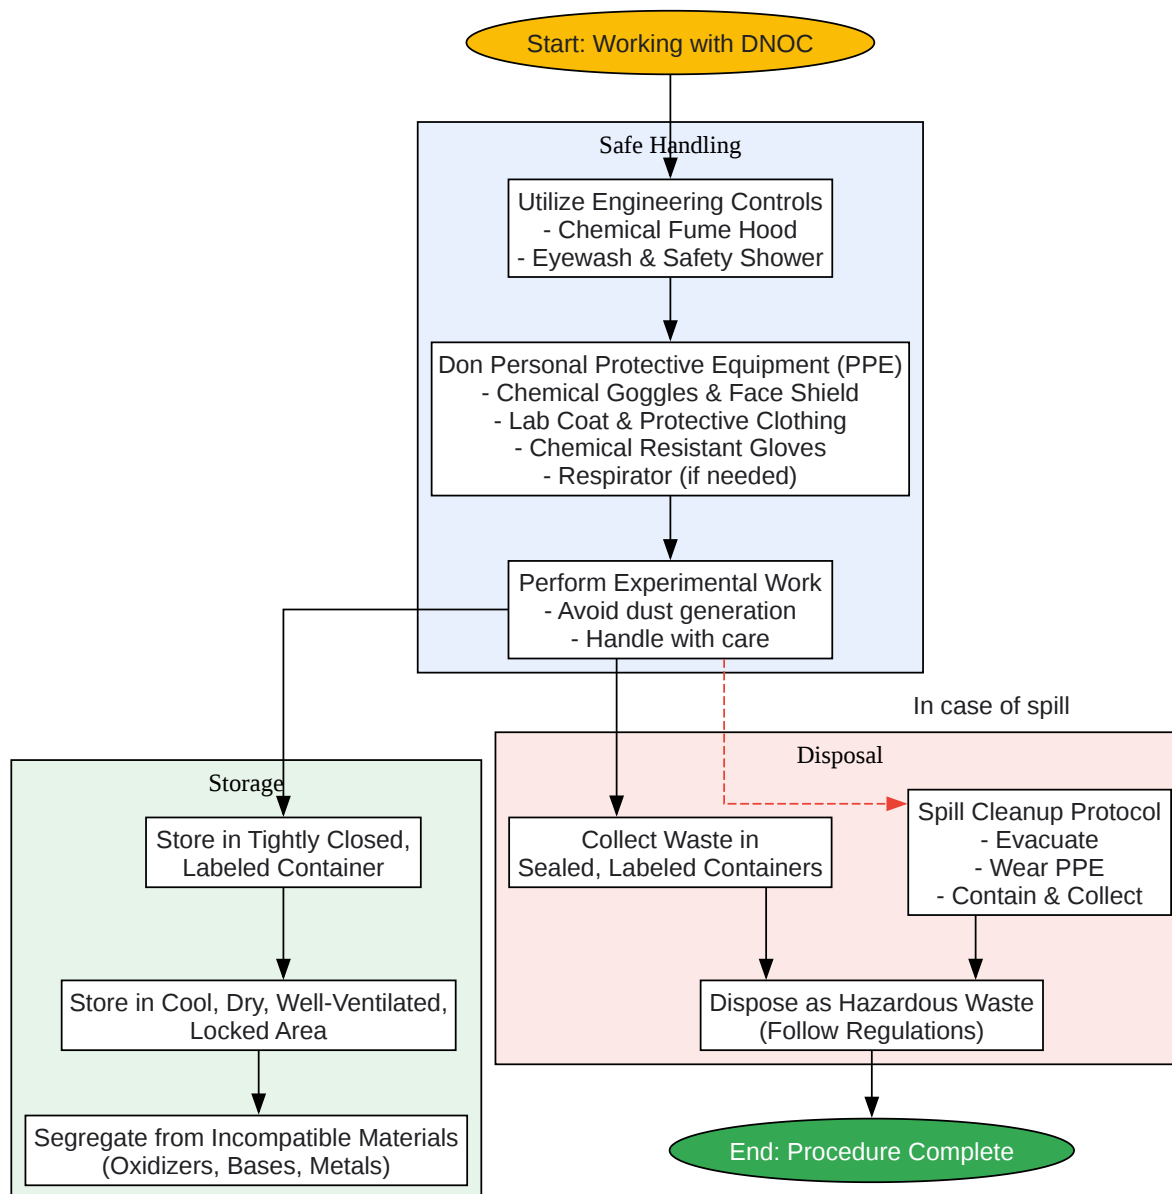 Start: Working with DNOC
Safe Handling
Utilize Engineering Controls
- Chemical Fume Hood
- Eyewash & Safety Shower
Don Personal Protective Equipment (PPE)
- Chemical Goggles & Face Shield
- Lab Coat & Protective Clothing
- Chemical Resistant Gloves
- Respirator (if needed)
Perform Experimental Work
- Avoid dust generation
- Handle with care
In case of spill
Storage
Store in Tightly Closed,
Labeled Container
Store in Cool, Dry, Well-Ventilated,
Locked Area
Segregate from Incompatible Materials
(Oxidizers, Bases, Metals)
Disposal
Collect Waste in
Sealed, Labeled Containers
Spill Cleanup Protocol
- Evacuate
- Wear PPE
- Contain & Collect
Dispose as Hazardous Waste
(Follow Regulations)
End: Procedure Complete